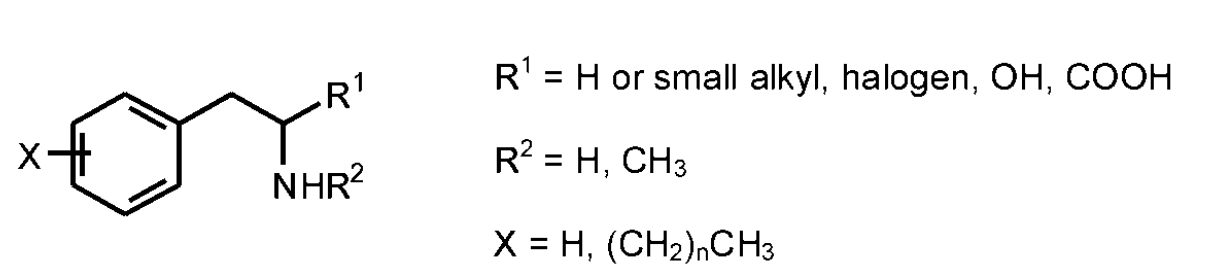 R¹
X
NHR²
R¹ = H or small alkyl, halogen, OH, COOH
R² = H, CH₃
X = H, (CH₂)ₙCH₃